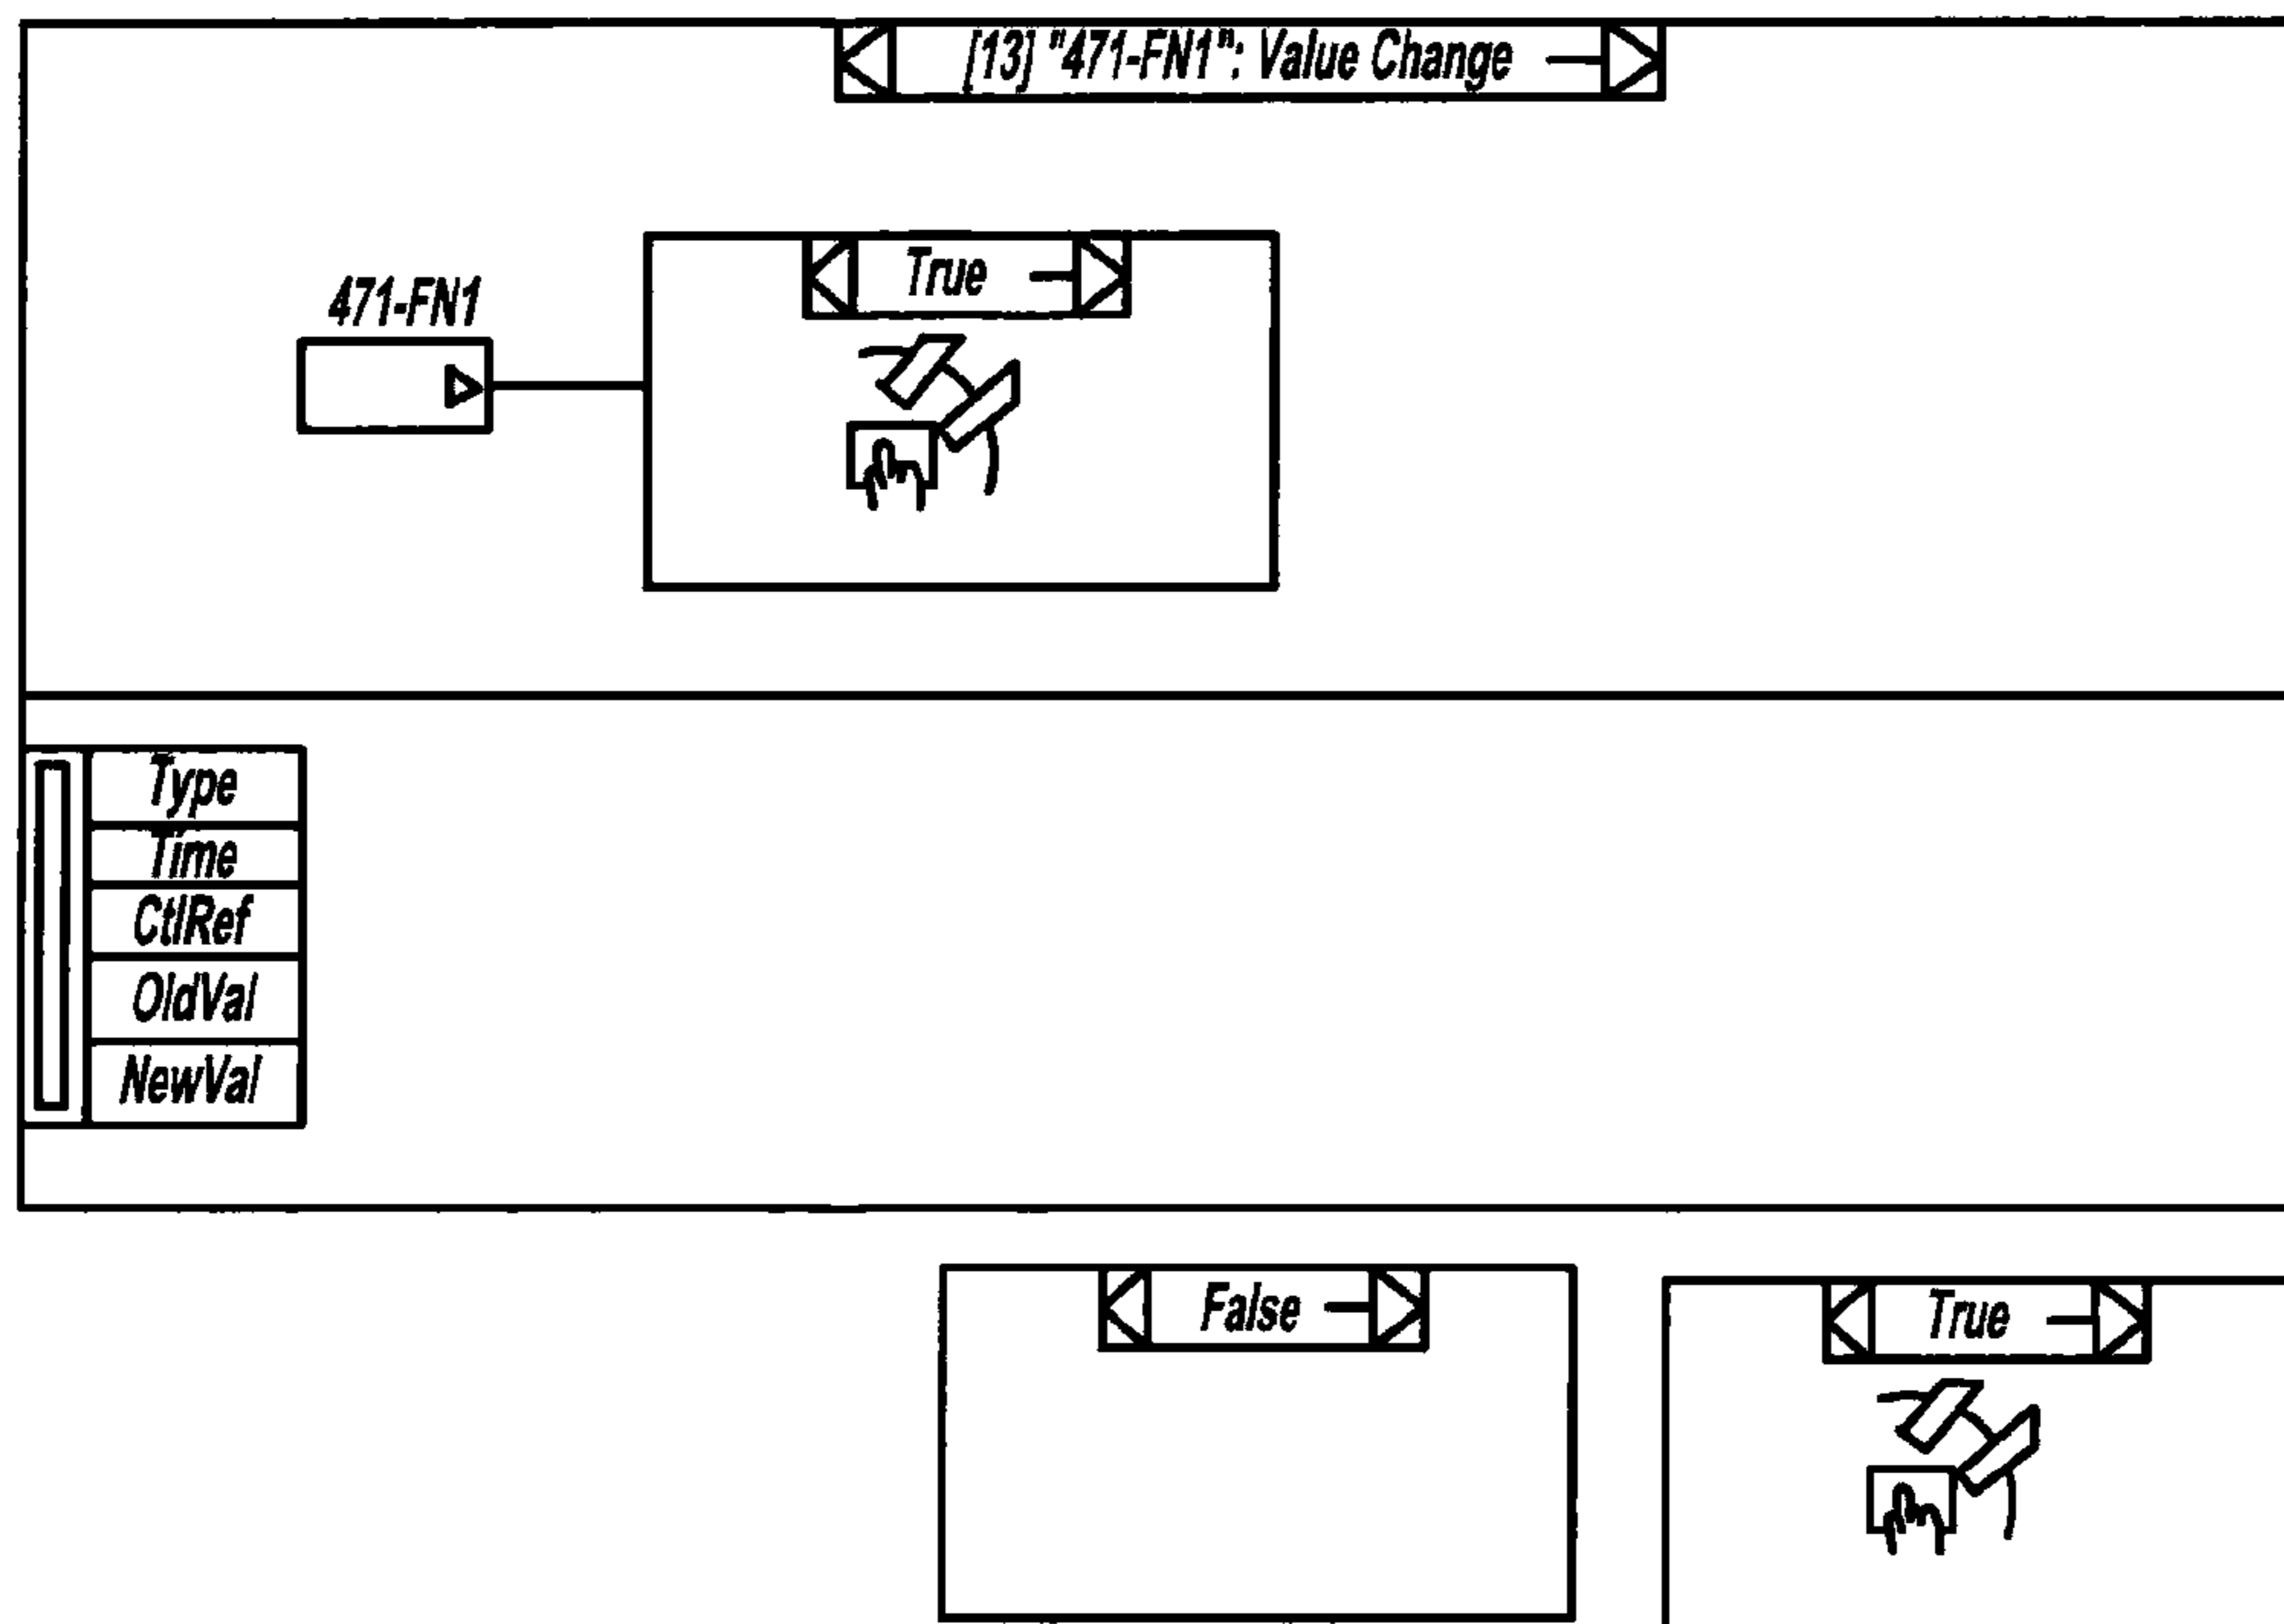 [13] "471-FN1": Value Change
True
471-FN1
Type
Time
CtlRef
OldVal
NewVal
False
True